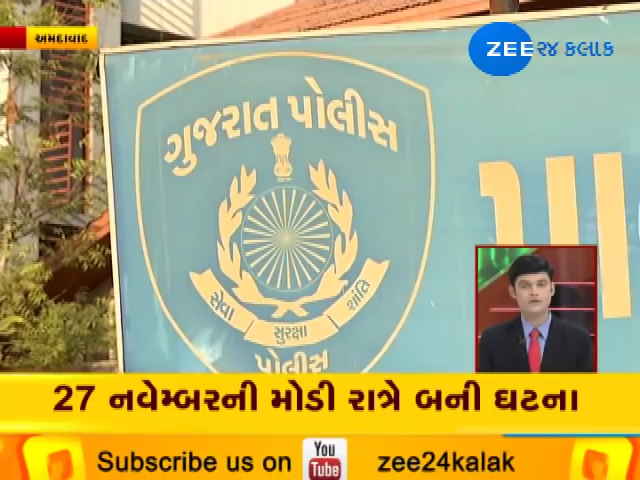 અમદાવાદ
ZEE ૨૪ કલાક
ગુજરાત પોલીસ
સેવા સુરક્ષા શાંતિ
પોલીસ
27 નવેમ્બરની મોડી રાત્રે બની ઘટના
Subscribe us on You Tube zee24kalak